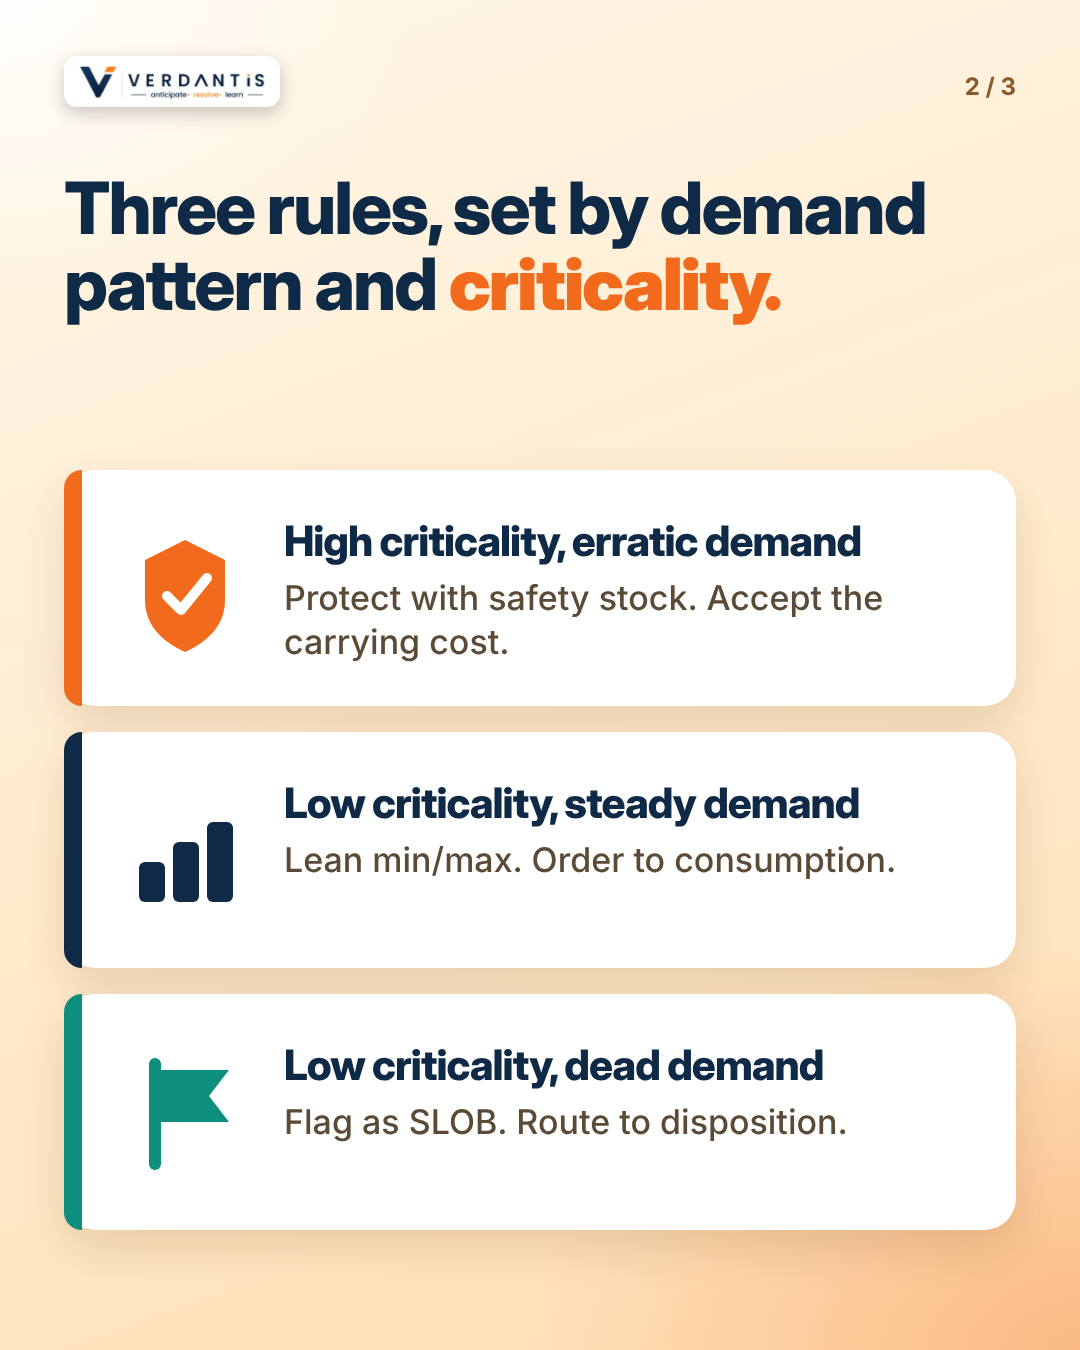 VERDANTIS
anticipate• resolve• learn
2 / 3
Three rules, set by demand
pattern and criticality.
High criticality, erratic demand
Protect with safety stock. Accept the
carrying cost.
Low criticality, steady demand
Lean min/max. Order to consumption.
Low criticality, dead demand
Flag as SLOB. Route to disposition.